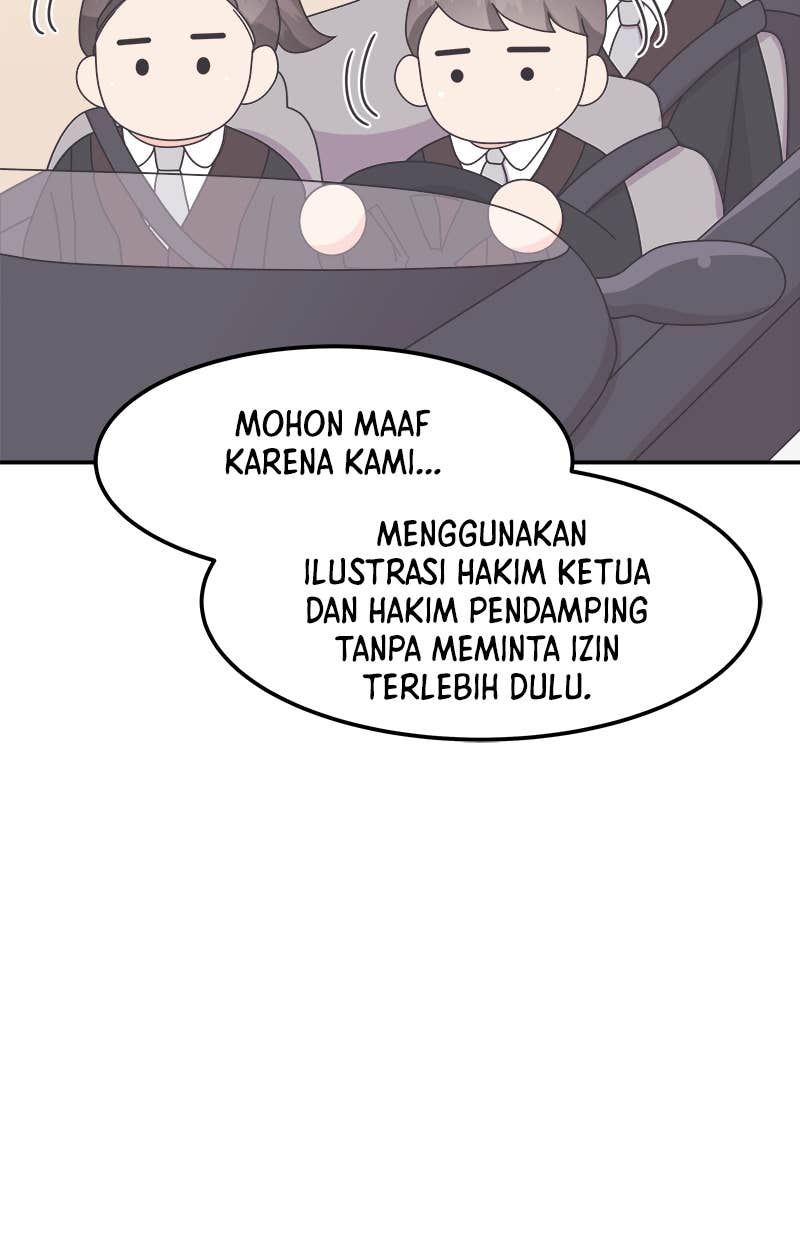 MOHON MAAF
KARENA KAMI...
MENGGUNAKAN
ILUSTRASI HAKIM KETUA
DAN HAKIM PENDAMPING
TANPA MEMINTA IZIN
TERLEBIH DULU.